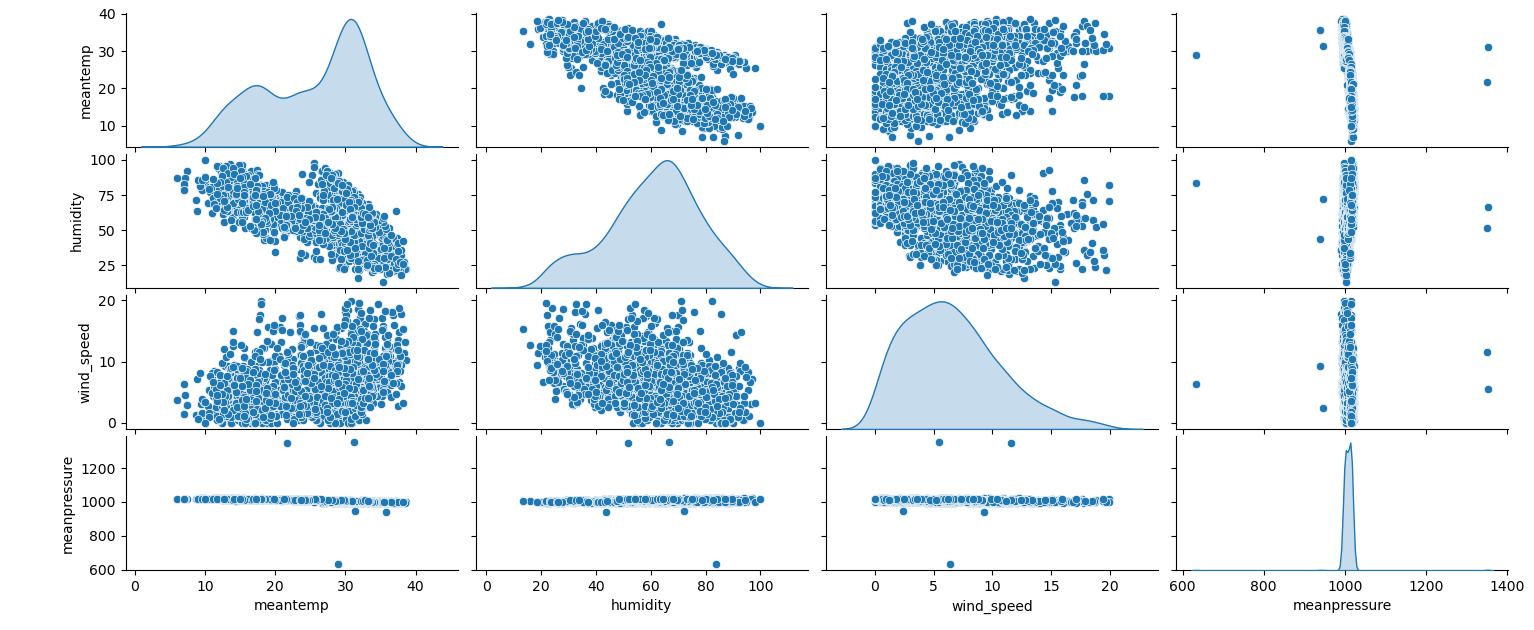 40
30
20
10
meantemp
100
75
50
25
humidity
20
10
0
wind_speed
1200
1000
800
600
meanpressure
0 10 20 30 40
0 20 40 60 80 100
0 5 10 15 20
600 800 1000 1200 1400
meantemp
humidity
wind_speed
meanpressure